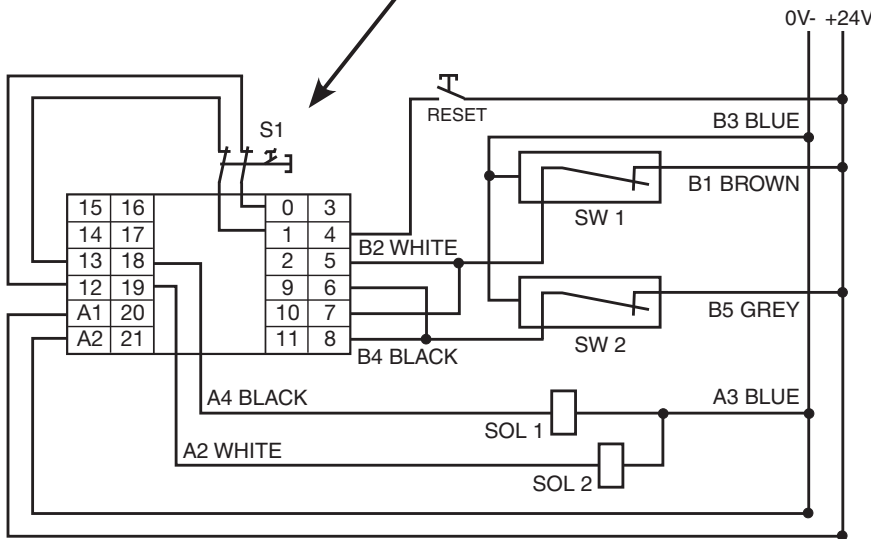 0V- +24V
RESET
S1
B3 BLUE
B1 BROWN
SW 1
15 16 0 3
14 17 1 4
B2 WHITE
13 18 2 5
12 19 9 6
B5 GREY
A1 20 10 7
SW 2
A2 21 11 8
B4 BLACK
A4 BLACK
A3 BLUE
SOL 1
A2 WHITE
SOL 2